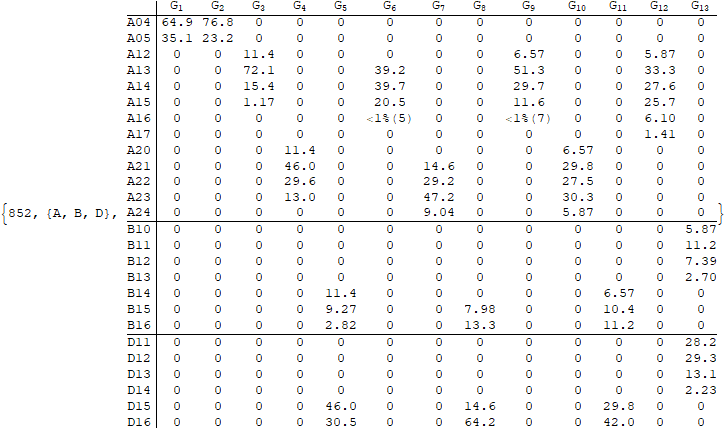 G1 G2 G3 G4 G5 G6 G7 G8 G9 G10 G11 G12 G13
A04 64.9 76.8 0 0 0 0 0 0 0 0 0 0 0
A05 35.1 23.2 0 0 0 0 0 0 0 0 0 0 0
A12 0 0 11.4 0 0 0 0 0 6.57 0 0 5.87 0
A13 0 0 72.1 0 0 39.2 0 0 51.3 0 0 33.3 0
A14 0 0 15.4 0 0 39.7 0 0 29.7 0 0 27.6 0
A15 0 0 1.17 0 0 20.5 0 0 11.6 0 0 25.7 0
A16 0 0 0 0 0 <1%(5) 0 0 <1%(7) 0 0 6.10 0
A17 0 0 0 0 0 0 0 0 0 0 0 1.41 0
A20 0 0 0 11.4 0 0 0 0 0 6.57 0 0 0
A21 0 0 0 46.0 0 0 14.6 0 0 29.8 0 0 0
A22 0 0 0 29.6 0 0 29.2 0 0 27.5 0 0 0
A23 0 0 0 13.0 0 0 47.2 0 0 30.3 0 0 0
{852, {A, B, D}, A24 0 0 0 0 0 0 9.04 0 0 5.87 0 0 0 }
B10 0 0 0 0 0 0 0 0 0 0 0 0 5.87
B11 0 0 0 0 0 0 0 0 0 0 0 0 11.2
B12 0 0 0 0 0 0 0 0 0 0 0 0 7.39
B13 0 0 0 0 0 0 0 0 0 0 0 0 2.70
B14 0 0 0 0 11.4 0 0 0 0 0 6.57 0 0
B15 0 0 0 0 9.27 0 0 7.98 0 0 10.4 0 0
B16 0 0 0 0 2.82 0 0 13.3 0 0 11.2 0 0
D11 0 0 0 0 0 0 0 0 0 0 0 0 28.2
D12 0 0 0 0 0 0 0 0 0 0 0 0 29.3
D13 0 0 0 0 0 0 0 0 0 0 0 0 13.1
D14 0 0 0 0 0 0 0 0 0 0 0 0 2.23
D15 0 0 0 0 46.0 0 0 14.6 0 0 29.8 0 0
D16 0 0 0 0 30.5 0 0 64.2 0 0 42.0 0 0